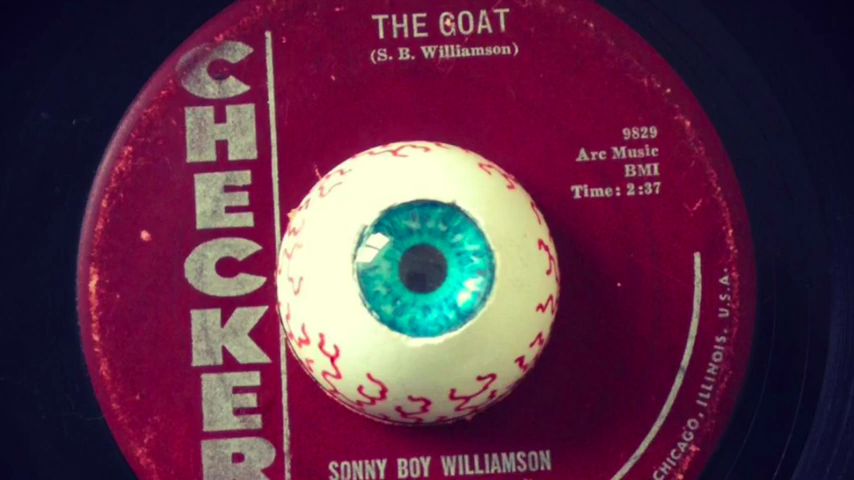 THE GOAT
(S. B. Williamson)
CHECKER
9829
Arc Music
BMI
Time: 2:37
CHICAGO, ILLINOIS, U.S.A.
SONNY BOY WILLIAMSON